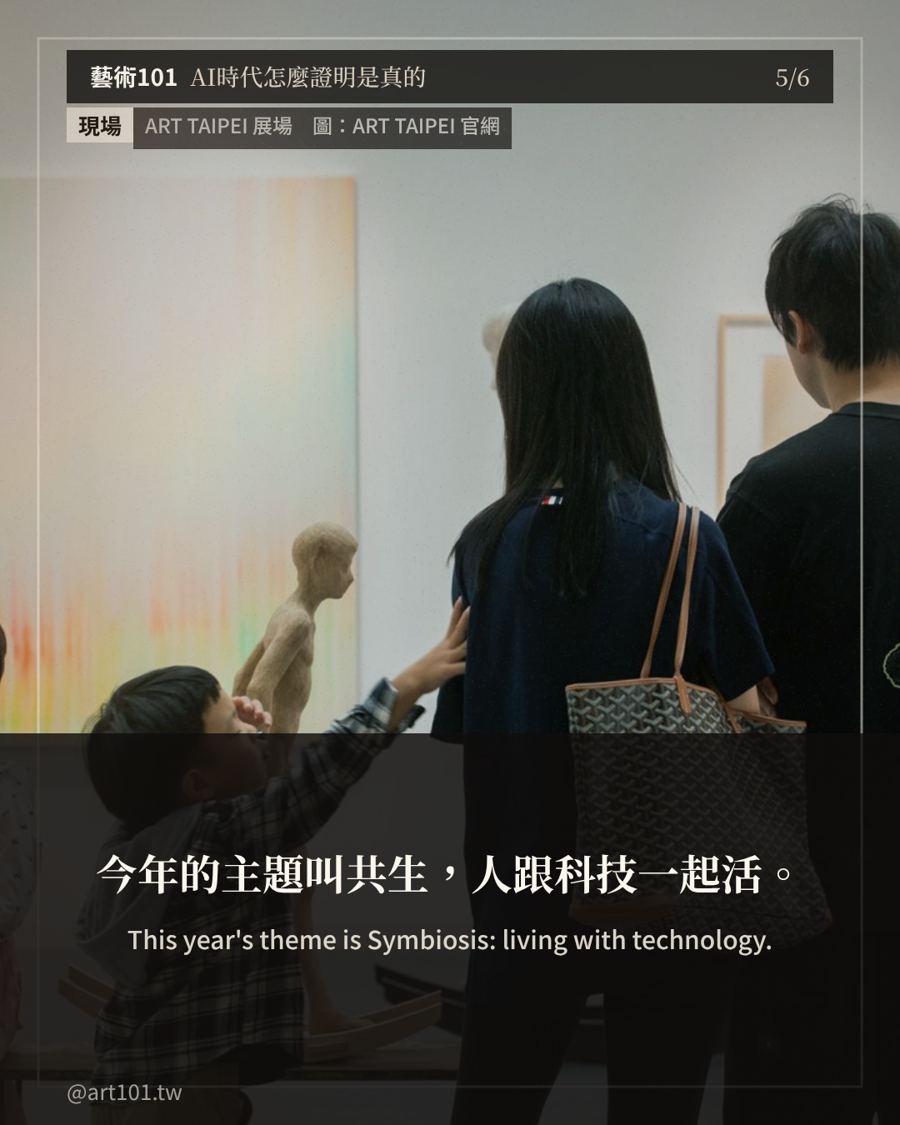 藝術101 AI時代怎麼證明是真的 5/6
現場 ART TAIPEI 展場 圖：ART TAIPEI 官網
今年的主題叫共生，人跟科技一起活。
This year's theme is Symbiosis: living with technology.
@art101.tw